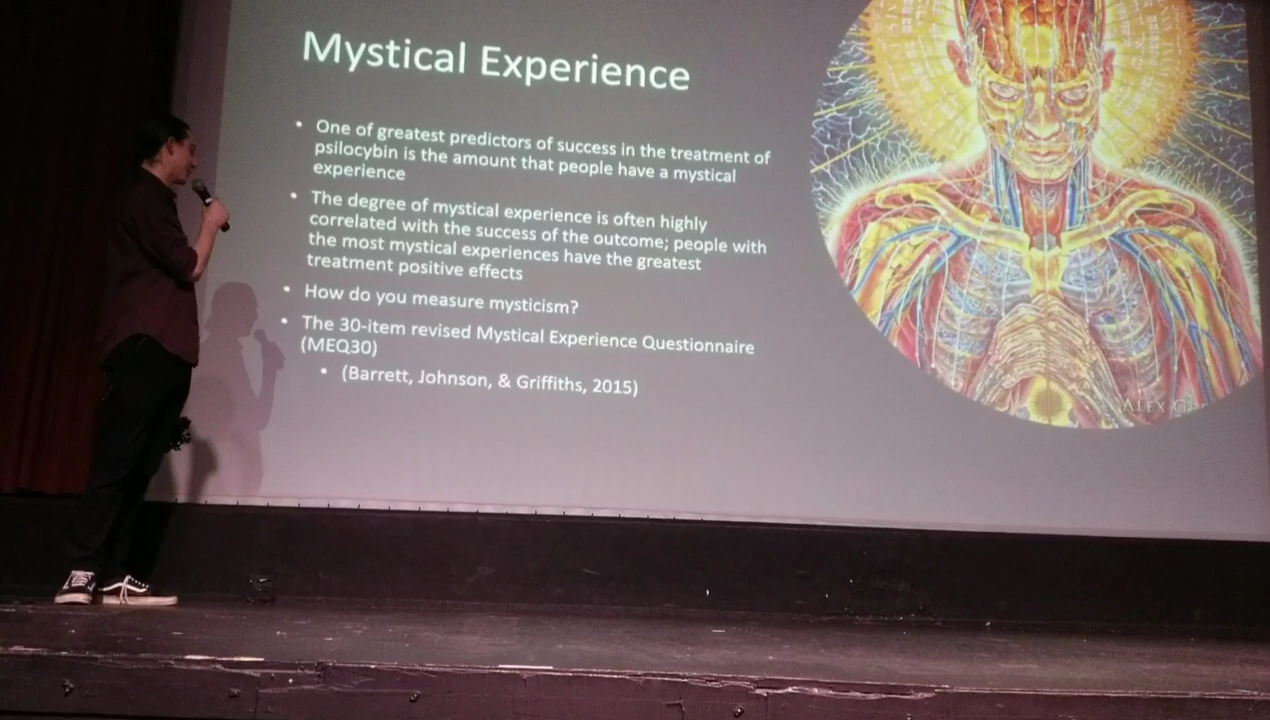 Mystical Experience
• One of greatest predictors of success in the treatment of
psilocybin is the amount that people have a mystical
experience
• The degree of mystical experience is often highly
correlated with the success of the outcome; people with
the most mystical experiences have the greatest
treatment positive effects
• How do you measure mysticism?
• The 30-item revised Mystical Experience Questionnaire
(MEQ30)
• (Barrett, Johnson, & Griffiths, 2015)
ALEX